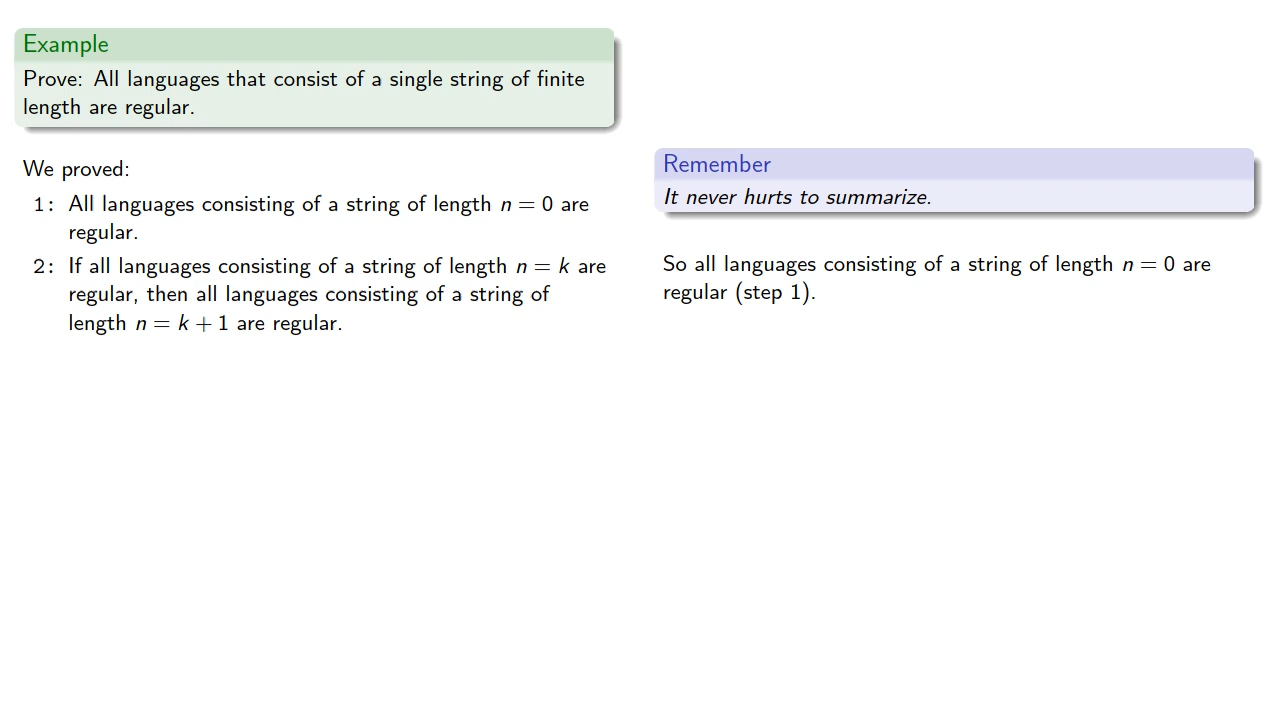 Example
Prove: All languages that consist of a single string of finite
length are regular.
We proved:
1: All languages consisting of a string of length n = 0 are
regular.
2: If all languages consisting of a string of length n = k are
regular, then all languages consisting of a string of
length n = k + 1 are regular.
Remember
It never hurts to summarize.
So all languages consisting of a string of length n = 0 are
regular (step 1).